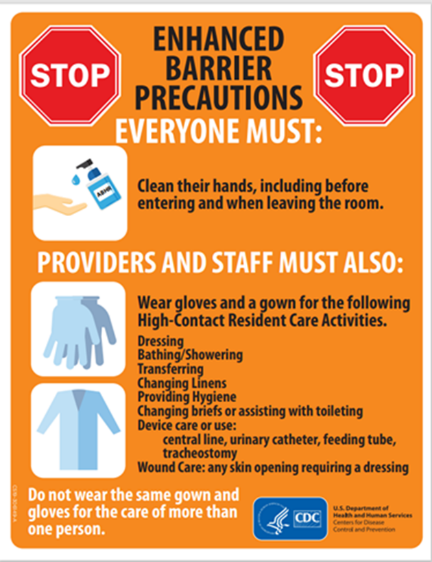 STOP
ENHANCED
BARRIER
PRECAUTIONS
STOP
EVERYONE MUST:
ABHR
Clean their hands, including before
entering and when leaving the room.
PROVIDERS AND STAFF MUST ALSO:
Wear gloves and a gown for the following
High-Contact Resident Care Activities.
Dressing
Bathing/Showering
Transferring
Changing Linens
Providing Hygiene
Changing briefs or assisting with toileting
Device care or use:
central line, urinary catheter, feeding tube,
tracheostomy
Wound Care: any skin opening requiring a dressing
Do not wear the same gown and
gloves for the care of more than
one person.
CDC
U.S. Department of
Health and Human Services
Centers for Disease
Control and Prevention